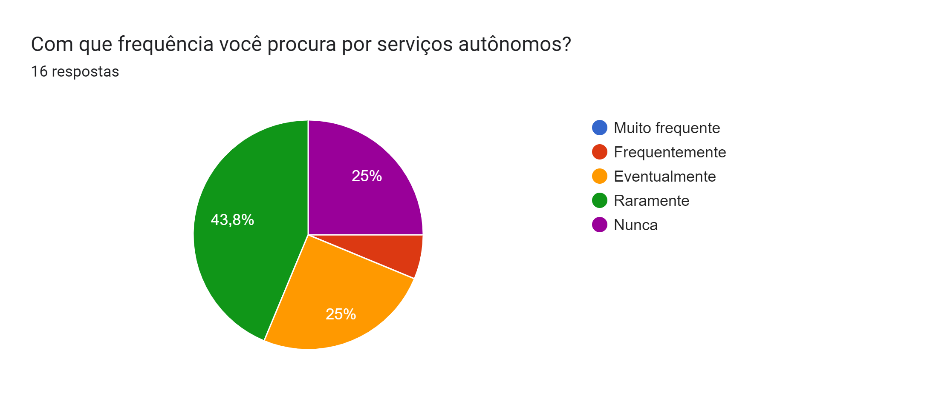 Com que frequência você procura por serviços autônomos?
16 respostas
Muito frequente
Frequentemente
Eventualmente
Raramente
Nunca
25%
43,8%
25%